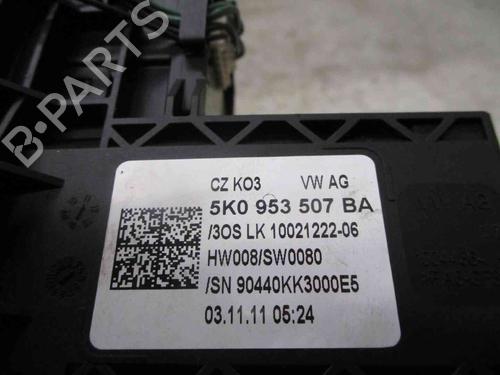 B-PARTS
CZ KO3 VW AG
5K0 953 507 BA
/3OS LK 10021222-06
HW008/SW0080
/SN 90440KK3000E5
03.11.11 05:24